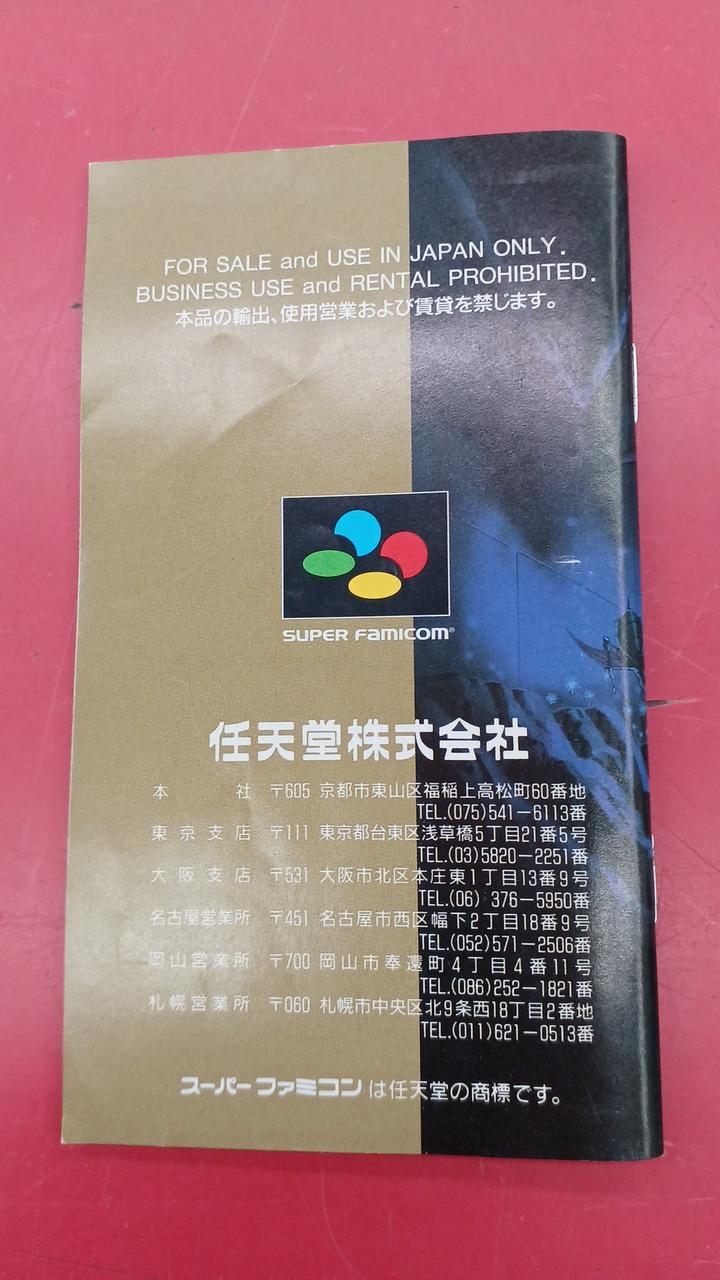 FOR SALE and USE IN JAPAN ONLY.
BUSINESS USE and RENTAL PROHIBITED.
本品の輸出、使用営業および賃貸を禁じます。
SUPER FAMICOM®
任天堂株式会社
本 社 〒605 京都市東山区福稲上高松町60番地
TEL.(075)541-6113番
東京支店 〒111 東京都台東区浅草橋5丁目21番5号
TEL.(03)5820-2251番
大阪支店 〒531 大阪市北区本庄東1丁目13番9号
TEL.(06) 376-5950番
名古屋営業所 〒451 名古屋市西区幅下2丁目18番9号
TEL.(052)571-2506番
岡山営業所 〒700 岡山市奉還町4丁目4番11号
TEL.(086)252-1821番
札幌営業所 〒060 札幌市中央区北9条西18丁目2番地
TEL.(011)621-0513番
スーパーファミコンは任天堂の商標です。